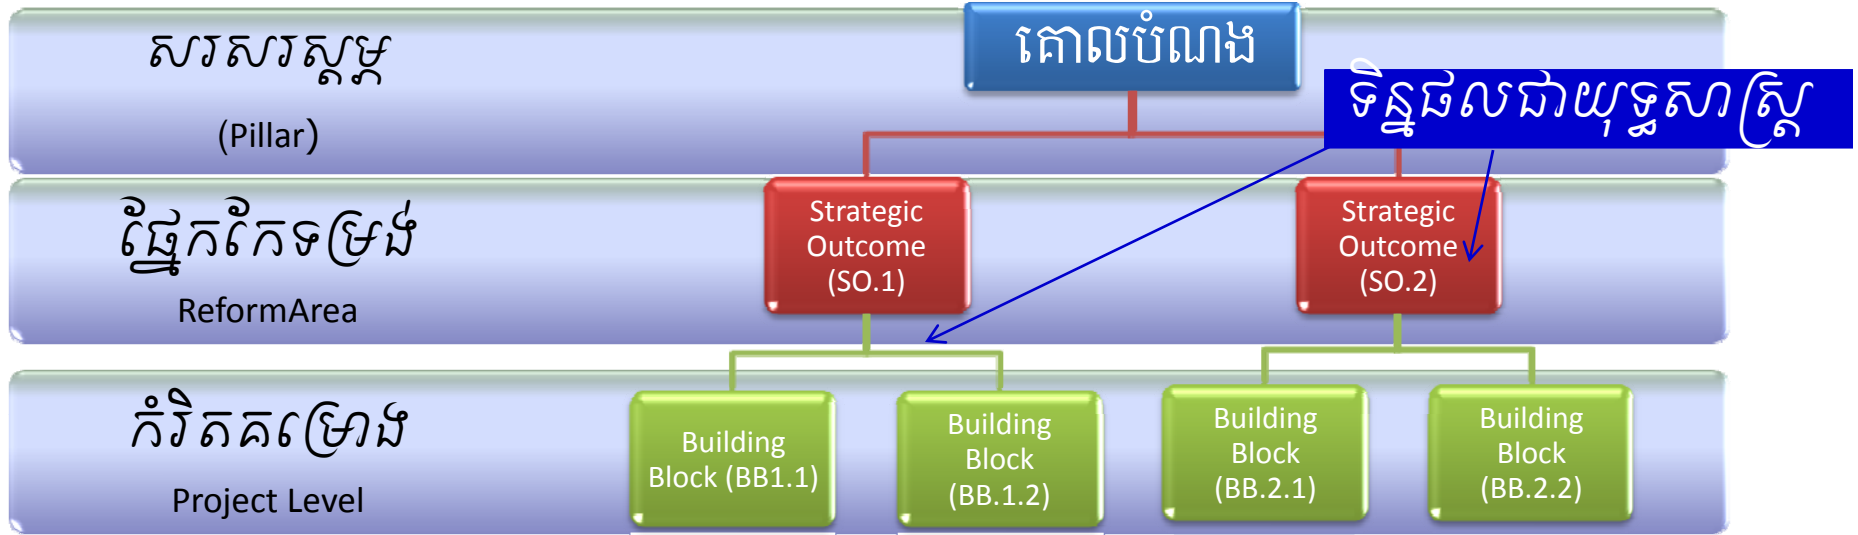 សរសរស្តម្ភ
(Pillar)
គោលបំណង
ទិន្នផលជាយុទ្ធសាស្ត្រ
ផ្នែកកែទម្រង់
ReformArea
Strategic
Outcome
(SO.1)
Strategic
Outcome
(SO.2)
កំរិតគម្រោង
Project Level
Building
Block (BB1.1)
Building
Block
(BB.1.2)
Building
Block
(BB.2.1)
Building
Block
(BB.2.2)